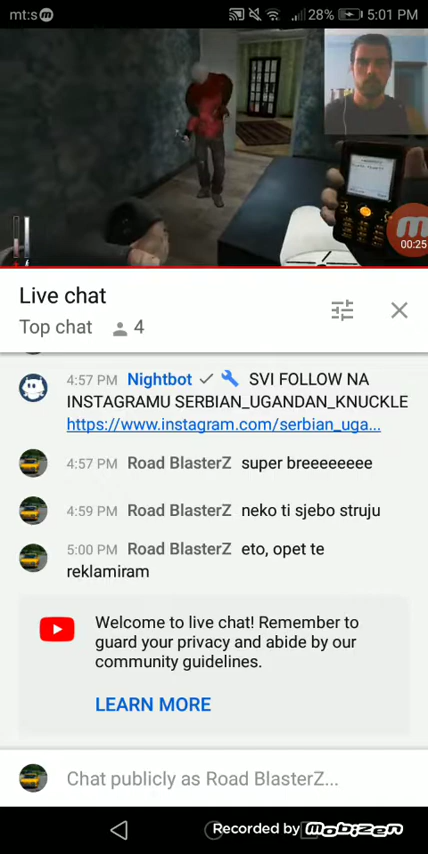 mt:s
28%
5:01 PM
00:25
Live chat
Top chat 4
4:57 PM Nightbot SVI FOLLOW NA
INSTAGRAMU SERBIAN_UGANDAN_KNUCKLE
https://www.instagram.com/serbian_uga...
4:57 PM Road BlasterZ super breeeeeeee
4:59 PM Road BlasterZ neko ti sjebo struju
5:00 PM Road BlasterZ eto, opet te
reklamiram
Welcome to live chat! Remember to
guard your privacy and abide by our
community guidelines.
LEARN MORE
Chat publicly as Road BlasterZ...
Recorded by mobizen